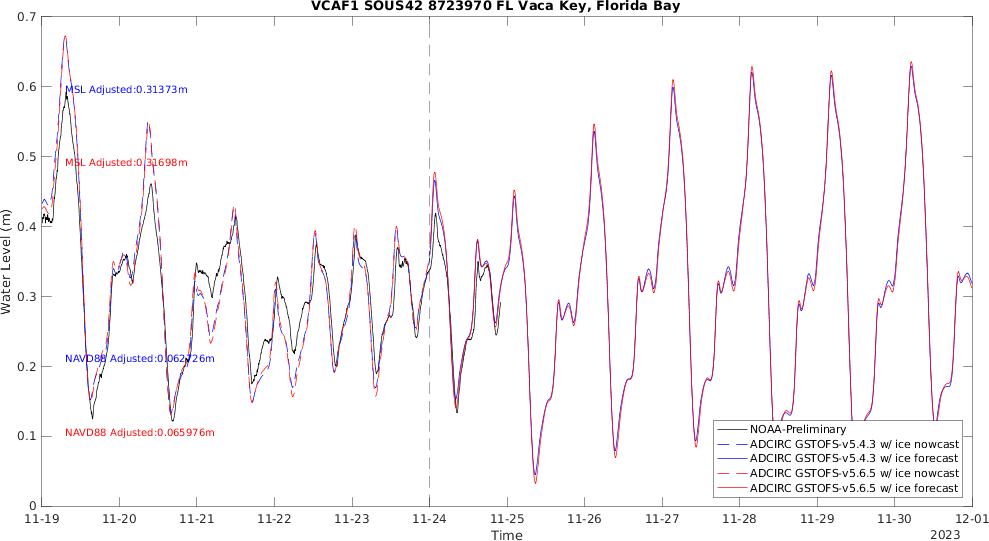 VCAF1 SOUS42 8723970 FL Vaca Key, Florida Bay
Water Level (m)
0.7
0.6
0.5
0.4
0.3
0.2
0.1
0
MSL Adjusted:0.31373m
MSL Adjusted:0.31698m
NAVD88 Adjusted:0.062726m
NAVD88 Adjusted:0.065976m
NOAA-Preliminary
ADCIRC GSTOFS-v5.4.3 w/ ice nowcast
ADCIRC GSTOFS-v5.4.3 w/ ice forecast
ADCIRC GSTOFS-v5.6.5 w/ ice nowcast
ADCIRC GSTOFS-v5.6.5 w/ ice forecast
11-19 11-20 11-21 11-22 11-23 11-24 11-25 11-26 11-27 11-28 11-29 11-30 12-01
Time
2023